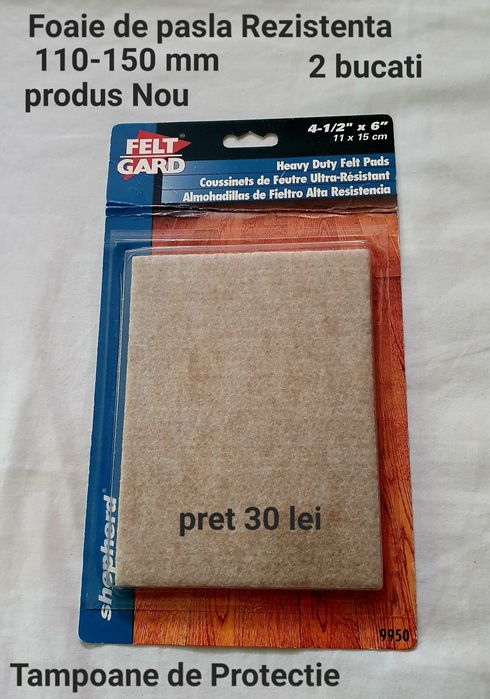 Foaie de pasla Rezistenta
110-150 mm
2 bucati
produs Nou
FELT
GARD
4-1/2" x 6"
11 x 15 cm
Heavy Duty Felt Pads
Coussinets de Feutre Ultra-Résistant
Almohadillas de Fieltro Alta Resistencia
pret 30 lei
shepherd®
9950
Tampoane de Protectie